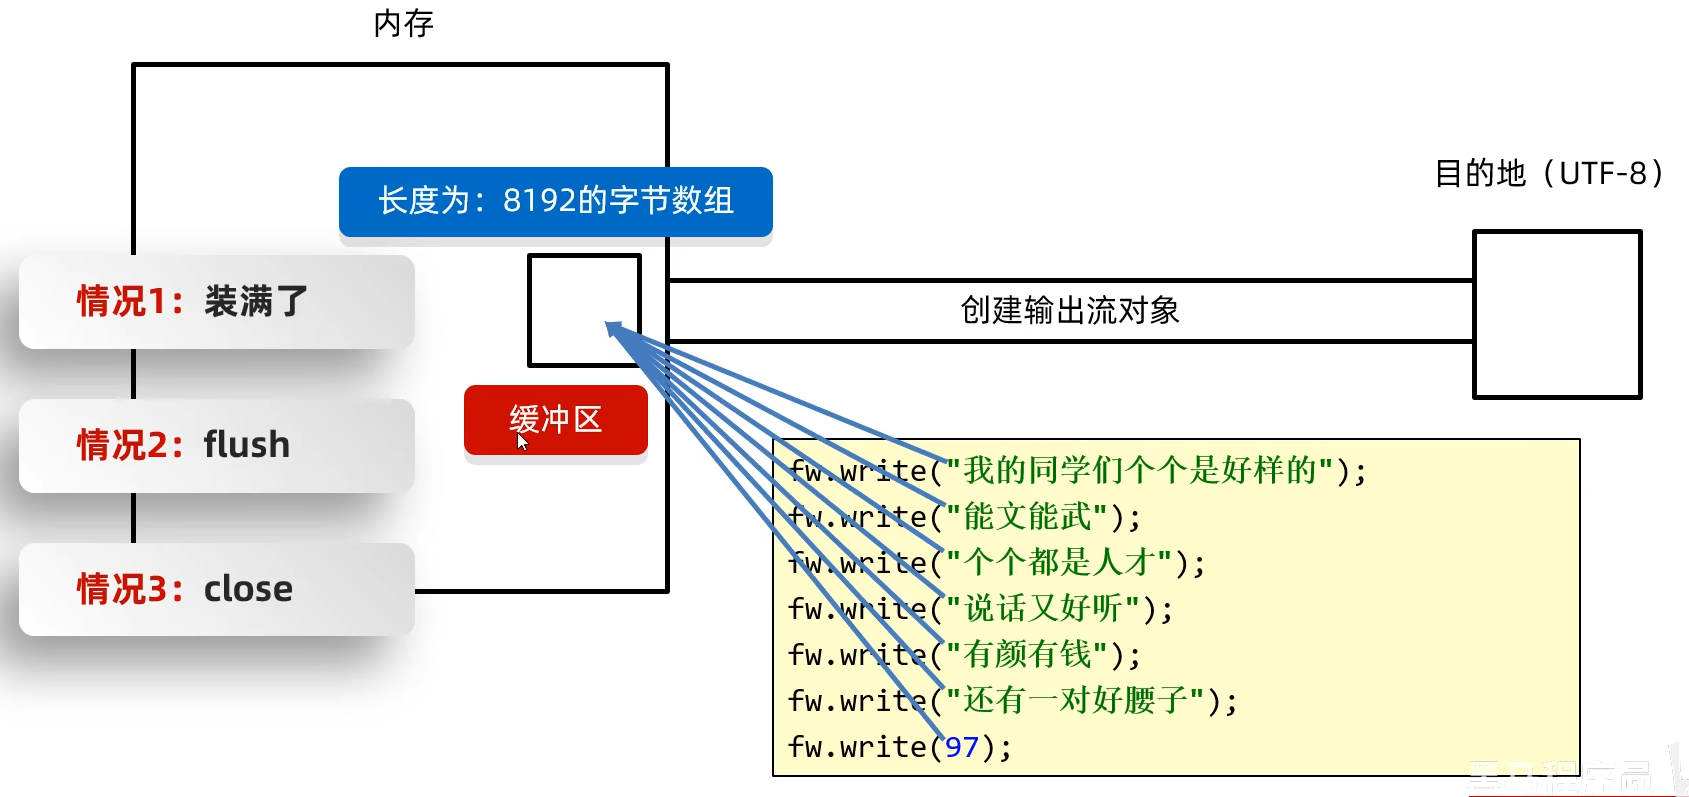 内存
长度为：8192的字节数组
目的地（UTF-8）
情况1：装满了
创建输出流对象
情况2：flush
缓冲区
情况3：close
fw.write("我的同学们个个是好样的");
fw.write("能文能武");
fw.write("个个都是人才");
fw.write("说话又好听");
fw.write("有颜有钱");
fw.write("还有一对好腰子");
fw.write(97);
黑马程序员